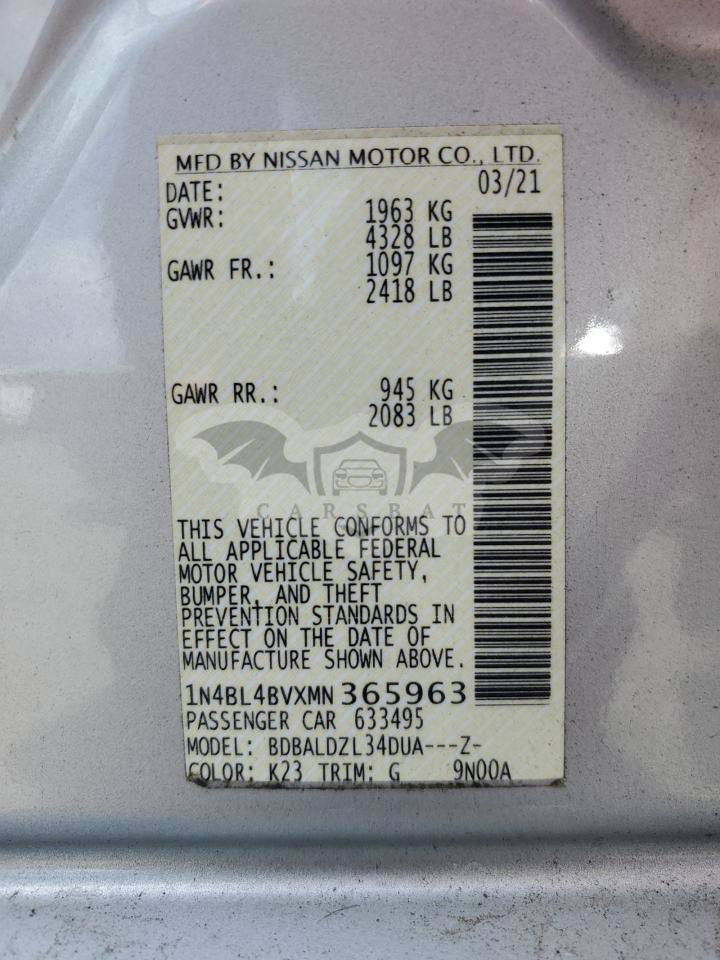 MFD BY NISSAN MOTOR CO., LTD.
DATE: 03/21
GVWR: 1963 KG
4328 LB
GAWR FR.: 1097 KG
2418 LB
GAWR RR.: 945 KG
2083 LB
CARSBAT
THIS VEHICLE CONFORMS TO
ALL APPLICABLE FEDERAL
MOTOR VEHICLE SAFETY,
BUMPER, AND THEFT
PREVENTION STANDARDS IN
EFFECT ON THE DATE OF
MANUFACTURE SHOWN ABOVE.
1N4BL4BVXMN365963
PASSENGER CAR 633495
MODEL: BDBALDZL34DUA---Z-
COLOR: K23 TRIM: G 9N00A